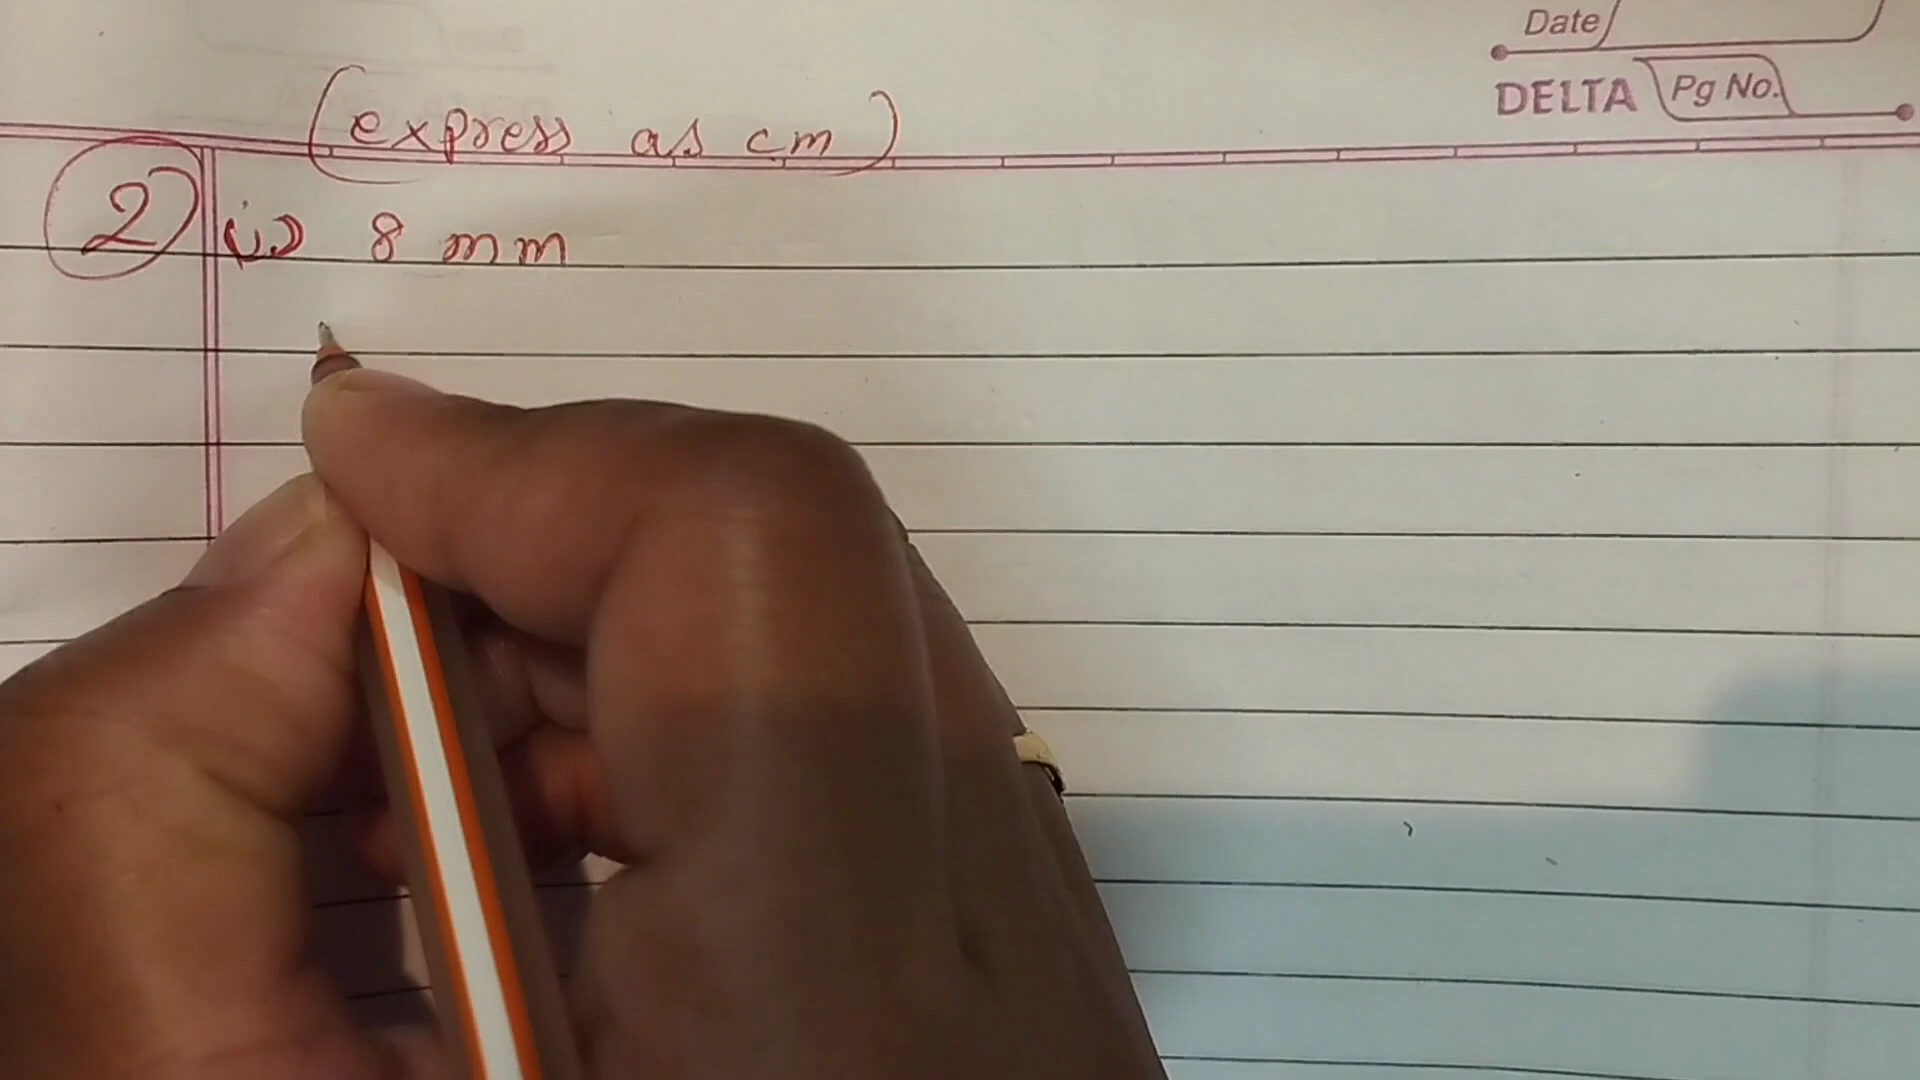 Date
DELTA Pg No.
(express as cm)
2 (i) 8 mm